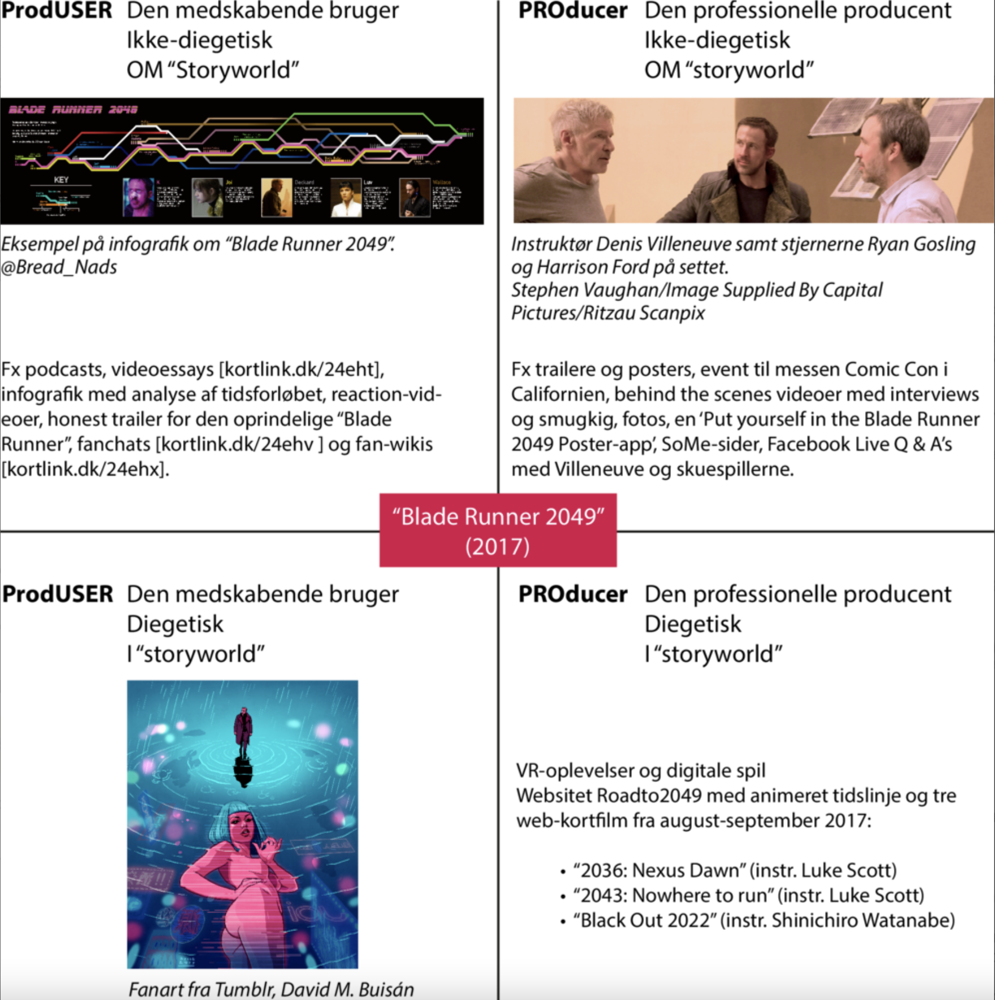 ProdUSER Den medskabende bruger
Ikke-diegetisk
OM “Storyworld”
BLADE RUNNER 2049
KEY
K
Joi
Deckard
Luv
Wallace
Eksempel på infografik om “Blade Runner 2049”.
@Bread_Nads
Fx podcasts, videoessays [kortlink.dk/24eht],
infografik med analyse af tidsforløbet, reaction-vid-
eoer, honest trailer for den oprindelige “Blade
Runner”, fanchats [kortlink.dk/24ehv ] og fan-wikis
[kortlink.dk/24ehx].
PROducer Den professionelle producent
Ikke-diegetisk
OM “storyworld”
Instruktør Denis Villeneuve samt stjernerne Ryan Gosling
og Harrison Ford på settet.
Stephen Vaughan/Image Supplied By Capital
Pictures/Ritzau Scanpix
Fx trailere og posters, event til messen Comic Con i
Californien, behind the scenes videoer med interviews
og smugkig, fotos, en ‘Put yourself in the Blade Runner
2049 Poster-app’, SoMe-sider, Facebook Live Q & A’s
med Villeneuve og skuespillerne.
“Blade Runner 2049”
(2017)
ProdUSER Den medskabende bruger
Diegetisk
I “storyworld”
Fanart fra Tumblr, David M. Buisán
PROducer Den professionelle producent
Diegetisk
I “storyworld”
VR-oplevelser og digitale spil
Websitet Roadto2049 med animeret tidslinje og tre
web-kortfilm fra august-september 2017:
• “2036: Nexus Dawn” (instr. Luke Scott)
• “2043: Nowhere to run” (instr. Luke Scott)
• “Black Out 2022” (instr. Shinichiro Watanabe)